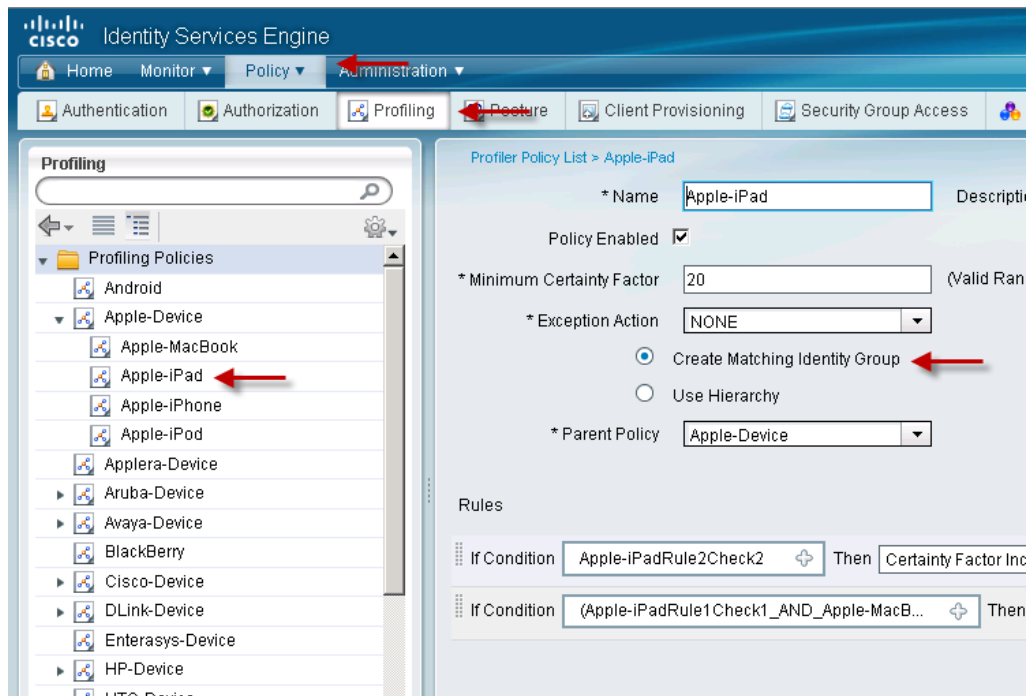 CISCO Identity Services Engine
Home Monitor Policy Administration
Authentication Authorization Profiling Posture Client Provisioning Security Group Access
Profiling
Profiling Policies
Android
Apple-Device
Apple-MacBook
Apple-iPad
Apple-iPhone
Apple-iPod
Applera-Device
Aruba-Device
Avaya-Device
BlackBerry
Cisco-Device
DLink-Device
Enterasys-Device
HP-Device
Profiler Policy List > Apple-iPad
* Name Apple-iPad Descripti
Policy Enabled
* Minimum Certainty Factor 20 (Valid Ran
* Exception Action NONE
Create Matching Identity Group
Use Hierarchy
* Parent Policy Apple-Device
Rules
If Condition Apple-iPadRule2Check2 Then Certainty Factor Inc
If Condition (Apple-iPadRule1Check1_AND_Apple-MacB... Then